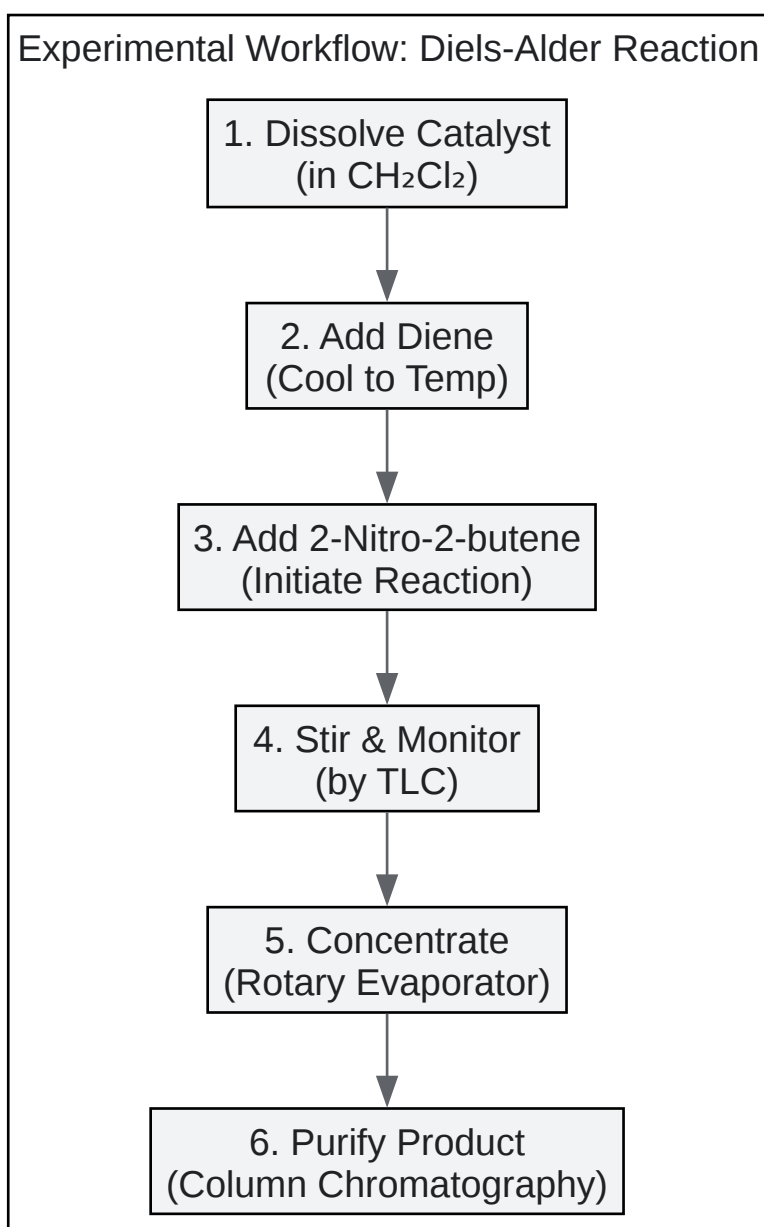 Experimental Workflow: Diels-Alder Reaction
1. Dissolve Catalyst
(in CH₂Cl₂)
2. Add Diene
(Cool to Temp)
3. Add 2-Nitro-2-butene
(Initiate Reaction)
4. Stir & Monitor
(by TLC)
5. Concentrate
(Rotary Evaporator)
6. Purify Product
(Column Chromatography)